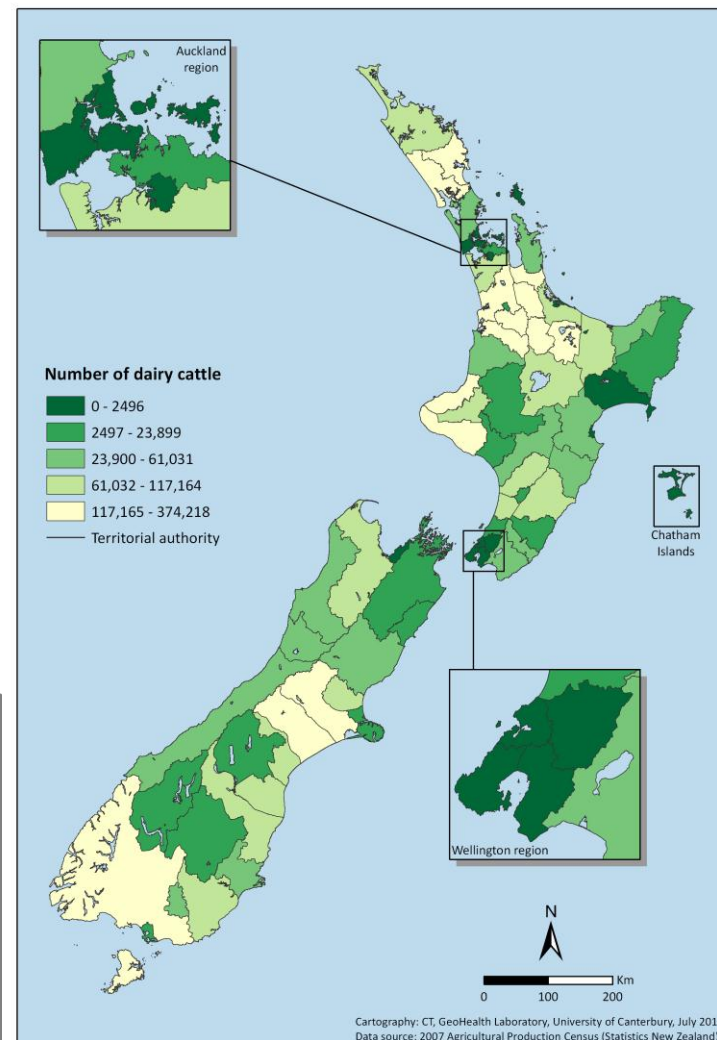 Auckland
region
Number of dairy cattle
0 - 2496
2497 - 23,899
23,900 - 61,031
61,032 - 117,164
117,165 - 374,218
Territorial authority
Chatham
Islands
Wellington region
N
Km
0 100 200
Cartography: CT, GeoHealth Laboratory, University of Canterbury, July 201
Data source: 2007 Agricultural Production Census (Statistics New Zealand)